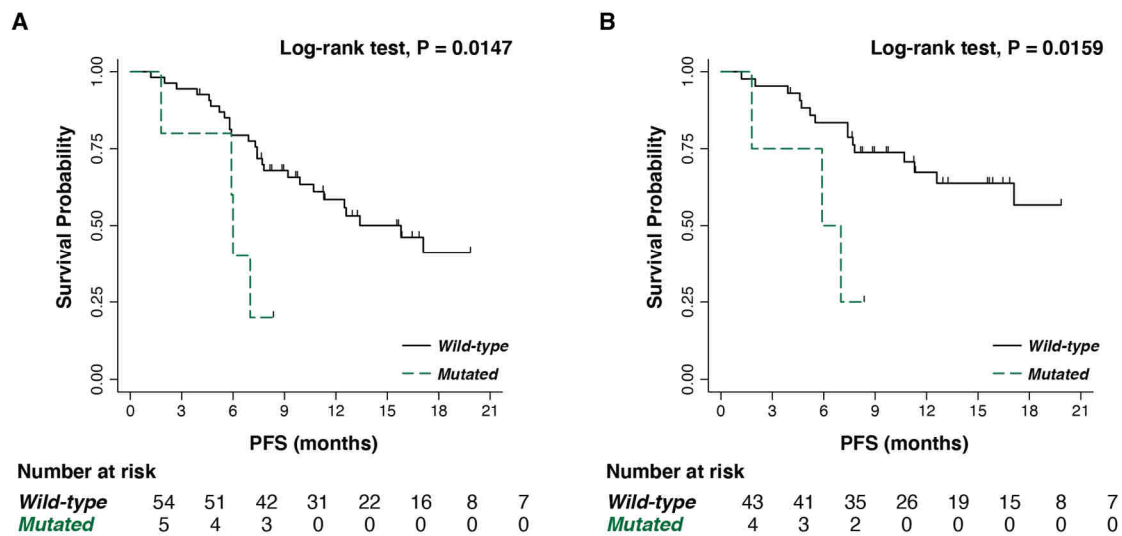 A
Log-rank test, P = 0.0147
Survival Probability
1.00
0.75
0.50
0.25
0.00
Wild-type
Mutated
0 3 6 9 12 15 18 21
PFS (months)
Number at risk
Wild-type 54 51 42 31 22 16 8 7
Mutated 5 4 3 0 0 0 0 0
B
Log-rank test, P = 0.0159
Survival Probability
1.00
0.75
0.50
0.25
0.00
Wild-type
Mutated
0 3 6 9 12 15 18 21
PFS (months)
Number at risk
Wild-type 43 41 35 26 19 15 8 7
Mutated 4 3 2 0 0 0 0 0